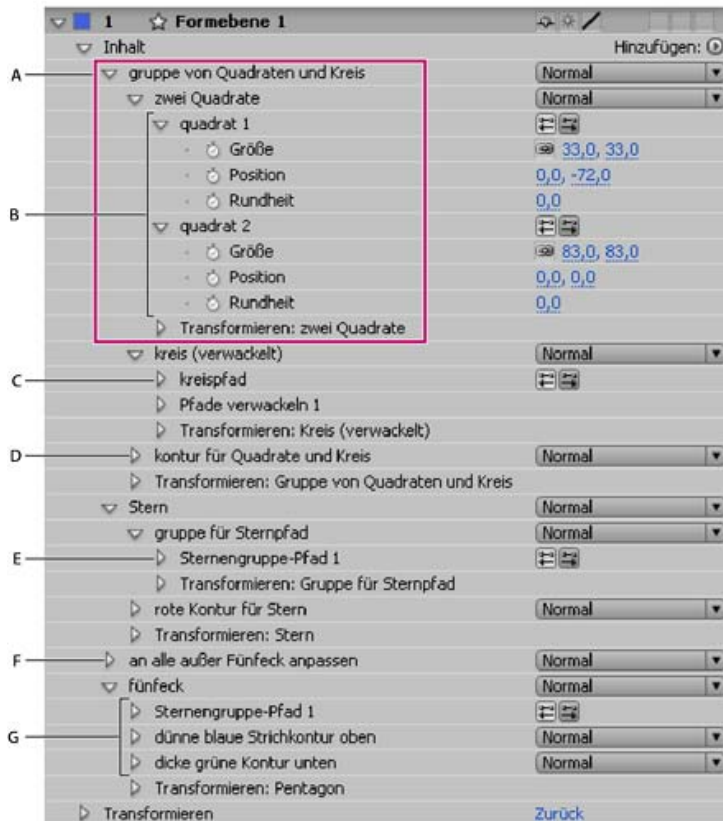 1 Formebene 1
Inhalt Hinzufügen:
A gruppe von Quadraten und Kreis Normal
zwei Quadrate Normal
quadrat 1
Größe 33,0, 33,0
Position 0,0, -72,0
Rundheit 0,0
B quadrat 2
Größe 83,0, 83,0
Position 0,0, 0,0
Rundheit 0,0
Transformieren: zwei Quadrate
kreis (verwackelt) Normal
C kreispfad
Pfade verwackeln 1
Transformieren: Kreis (verwackelt)
D kontur für Quadrate und Kreis Normal
Transformieren: Gruppe von Quadraten und Kreis
Stern Normal
gruppe für Sternpfad Normal
E Sternengruppe-Pfad 1
Transformieren: Gruppe für Sternpfad
rote Kontur für Stern Normal
Transformieren: Stern
F an alle außer Fünfeck anpassen Normal
fünfeck Normal
Sternengruppe-Pfad 1
G dünne blaue Strichkontur oben Normal
dicke grüne Kontur unten Normal
Transformieren: Pentagon
Transformieren Zurück